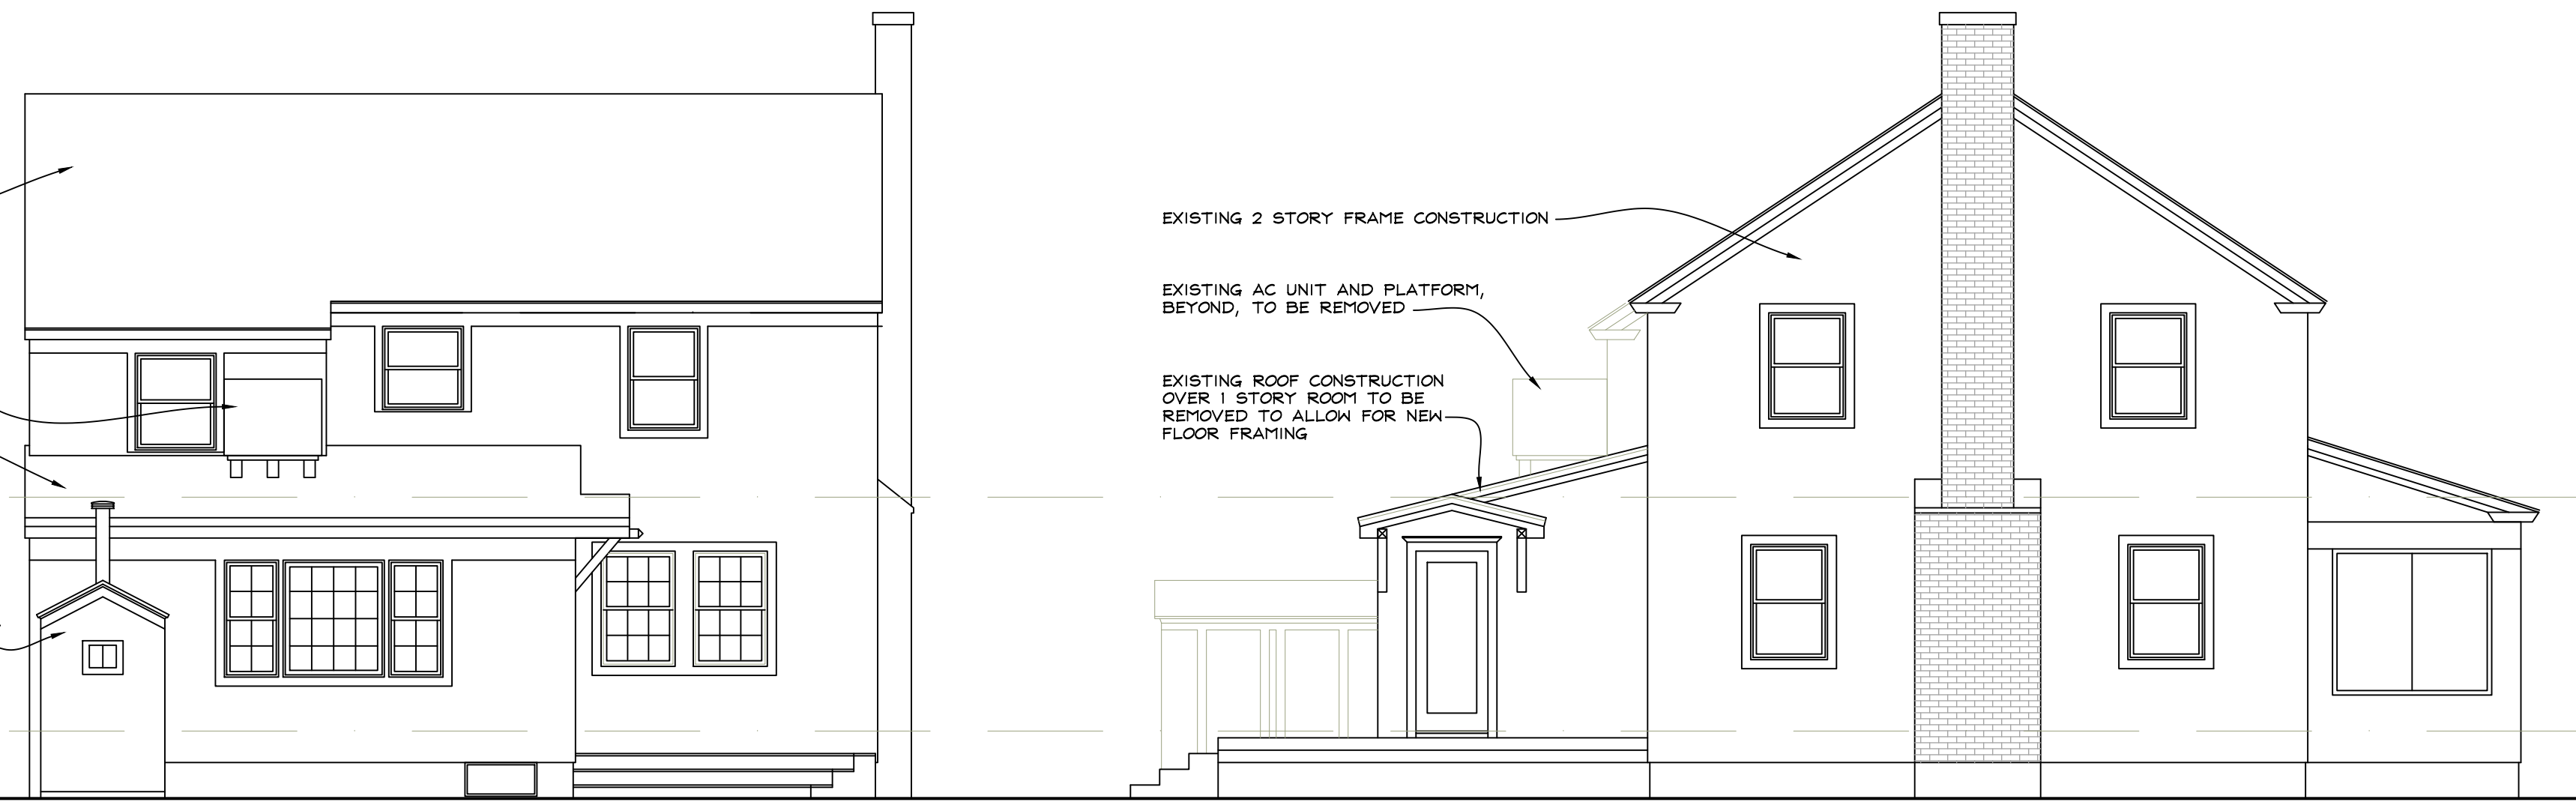 EXISTING 2 STORY FRAME CONSTRUCTION
EXISTING AC UNIT AND PLATFORM,
BEYOND, TO BE REMOVED
EXISTING ROOF CONSTRUCTION
OVER 1 STORY ROOM TO BE
REMOVED TO ALLOW FOR NEW
FLOOR FRAMING